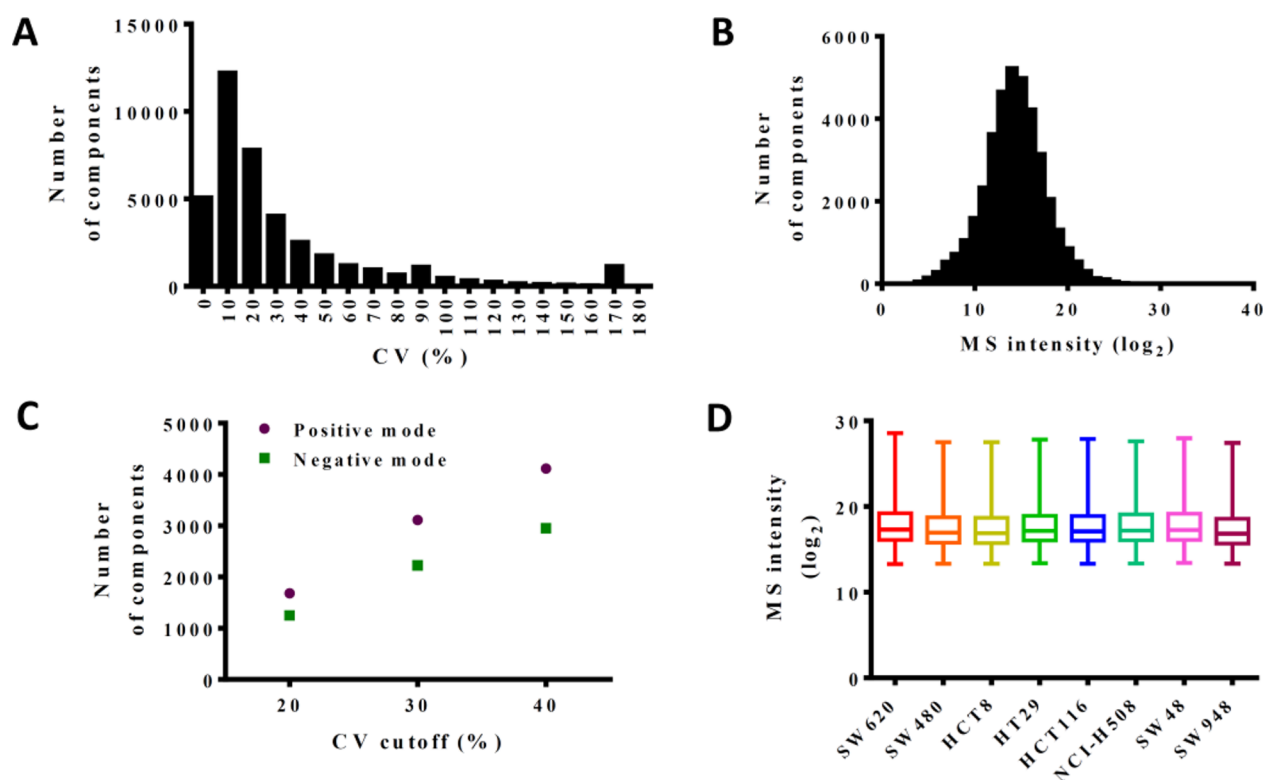 A
Number
of components
15000
10000
5000
0
0
10
20
30
40
50
60
70
80
90
100
110
120
130
140
150
160
170
180
CV (%)
B
Number
of components
6000
4000
2000
0
0
10
20
30
40
MS intensity (log2)
C
Number
of components
5000
4000
3000
2000
1000
0
Positive mode
Negative mode
20
30
40
CV cutoff (%)
D
MS intensity
(log2)
30
20
10
0
SW620
SW480
HCT8
HT29
HCT116
NCI-H508
SW48
SW948